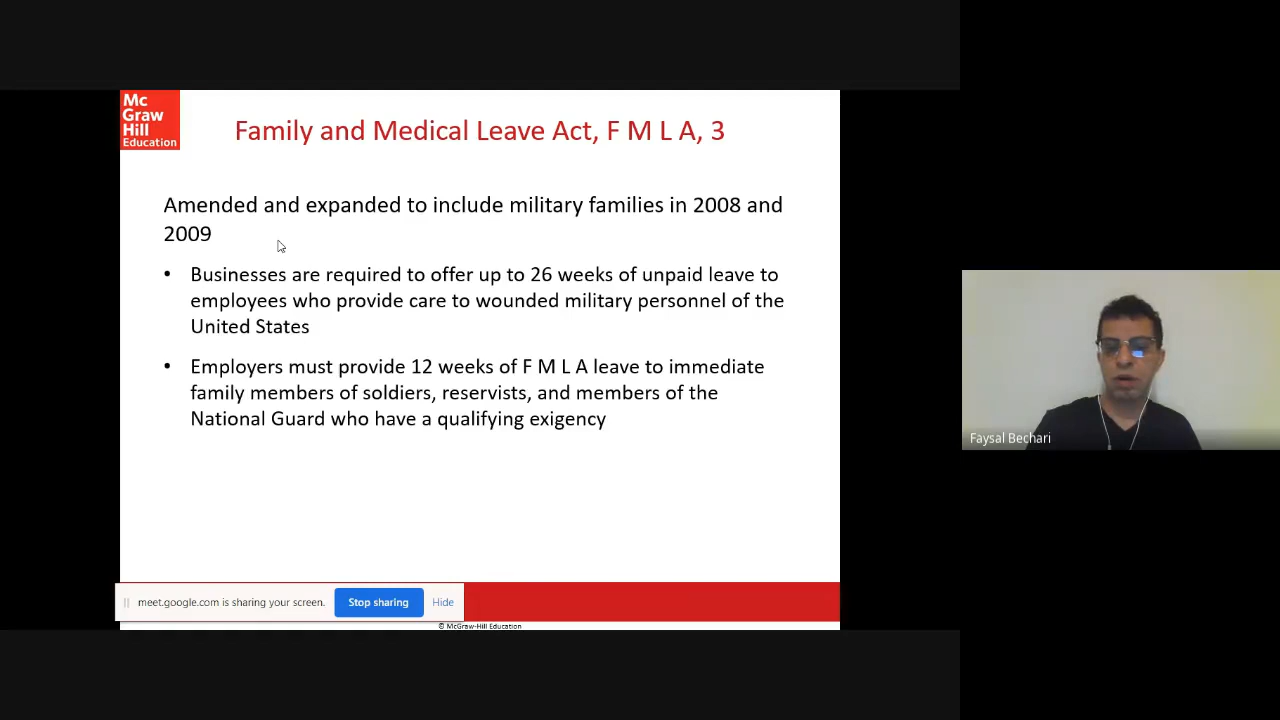 Mc
Graw
Hill
Education
Family and Medical Leave Act, F M L A, 3
Amended and expanded to include military families in 2008 and
2009
• Businesses are required to offer up to 26 weeks of unpaid leave to
employees who provide care to wounded military personnel of the
United States
• Employers must provide 12 weeks of F M L A leave to immediate
family members of soldiers, reservists, and members of the
National Guard who have a qualifying exigency
Faysal Bechari
meet.google.com is sharing your screen.
Stop sharing
Hide
© McGraw-Hill Education